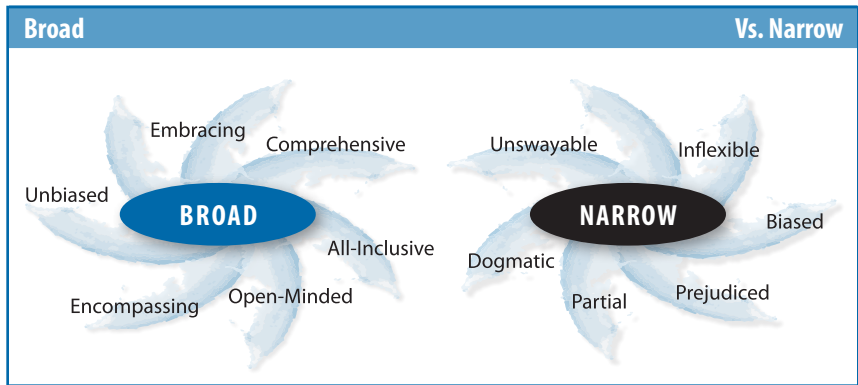 Broad Vs. Narrow
Embracing
Comprehensive
Unbiased
BROAD
All-Inclusive
Encompassing
Open-Minded
Unswayable
Inflexible
NARROW
Biased
Dogmatic
Partial
Prejudiced